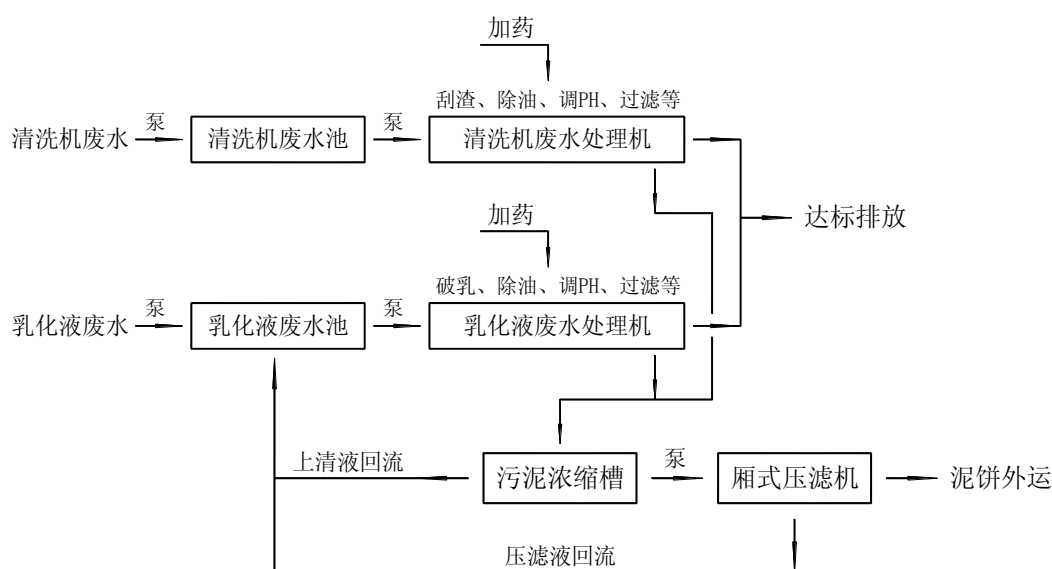 加药
刮渣、除油、调PH、过滤等
清洗机废水
泵
清洗机废水池
泵
清洗机废水处理机
达标排放
加药
破乳、除油、调PH、过滤等
乳化液废水
泵
乳化液废水池
泵
乳化液废水处理机
上清液回流
污泥浓缩槽
泵
厢式压滤机
泥饼外运
压滤液回流